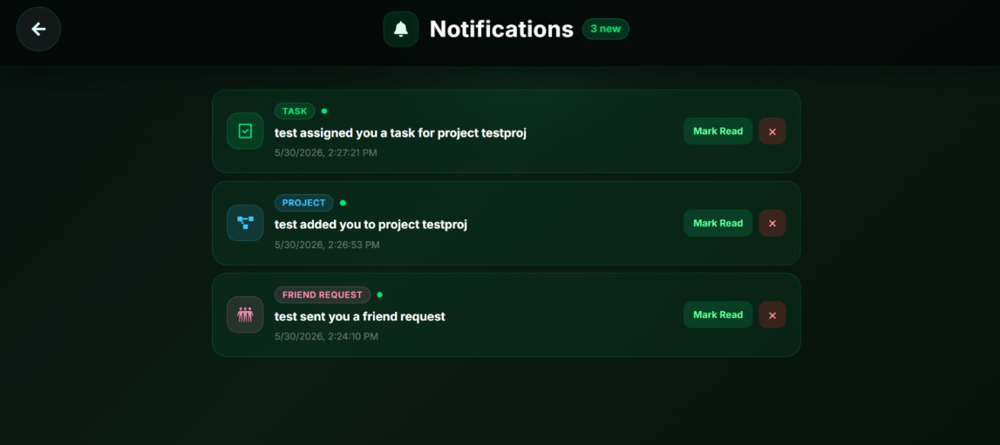 Notifications
3 new
TASK
test assigned you a task for project testproj
5/30/2026, 2:27:21 PM
Mark Read
×
PROJECT
test added you to project testproj
5/30/2026, 2:26:53 PM
Mark Read
×
FRIEND REQUEST
test sent you a friend request
5/30/2026, 2:24:10 PM
Mark Read
×